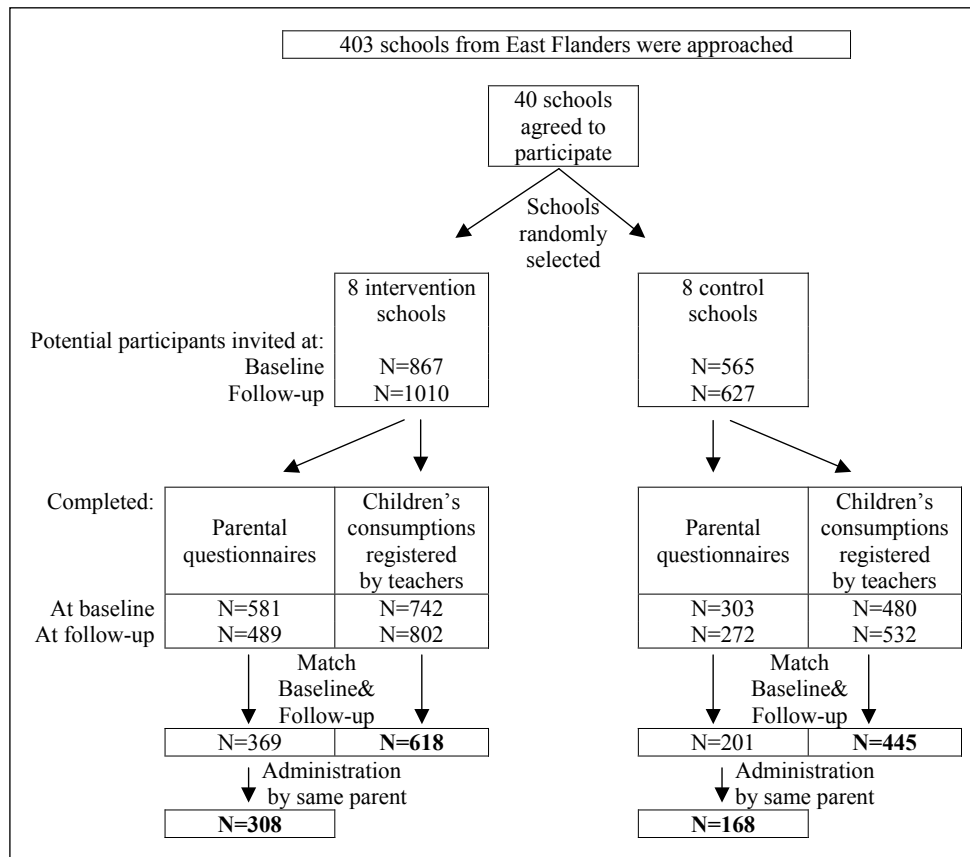 403 schools from East Flanders were approached
40 schools
agreed to
participate
Schools
randomly
selected
8 intervention
schools
8 control
schools
Potential participants invited at:
Baseline N=867 N=565
Follow-up N=1010 N=627
Completed:
Parental
questionnaires
Children’s
consumptions
registered
by teachers
Parental
questionnaires
Children’s
consumptions
registered
by teachers
At baseline N=581 N=742 N=303 N=480
At follow-up N=489 N=802 N=272 N=532
Match
Baseline&
Follow-up
Match
Baseline&
Follow-up
N=369 N=618 N=201 N=445
Administration
by same parent
Administration
by same parent
N=308 N=168